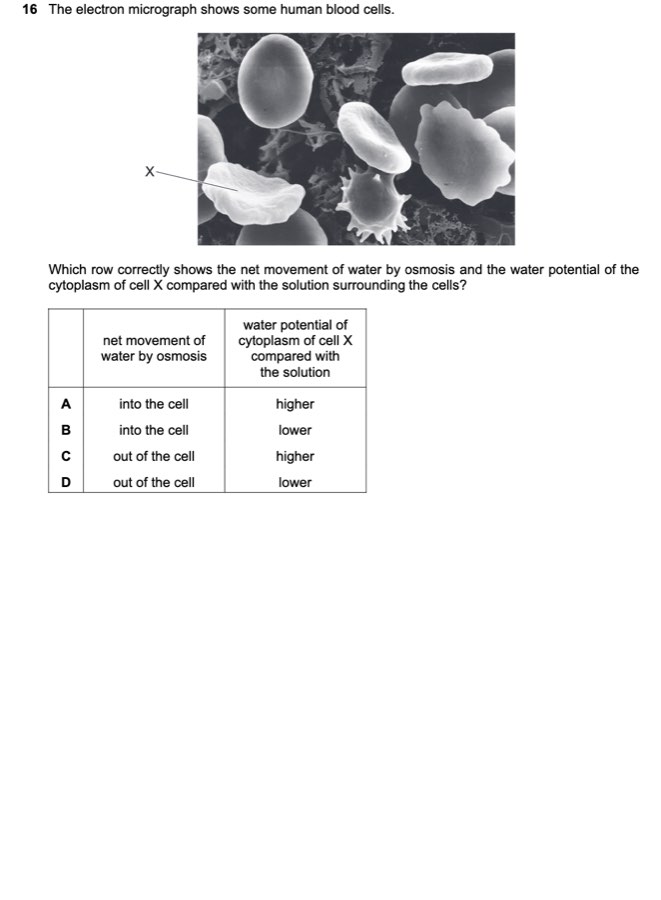 16 The electron micrograph shows some human blood cells.
X
Which row correctly shows the net movement of water by osmosis and the water potential of the
cytoplasm of cell X compared with the solution surrounding the cells?
net movement of
water by osmosis
water potential of
cytoplasm of cell X
compared with
the solution
A into the cell higher
B into the cell lower
C out of the cell higher
D out of the cell lower